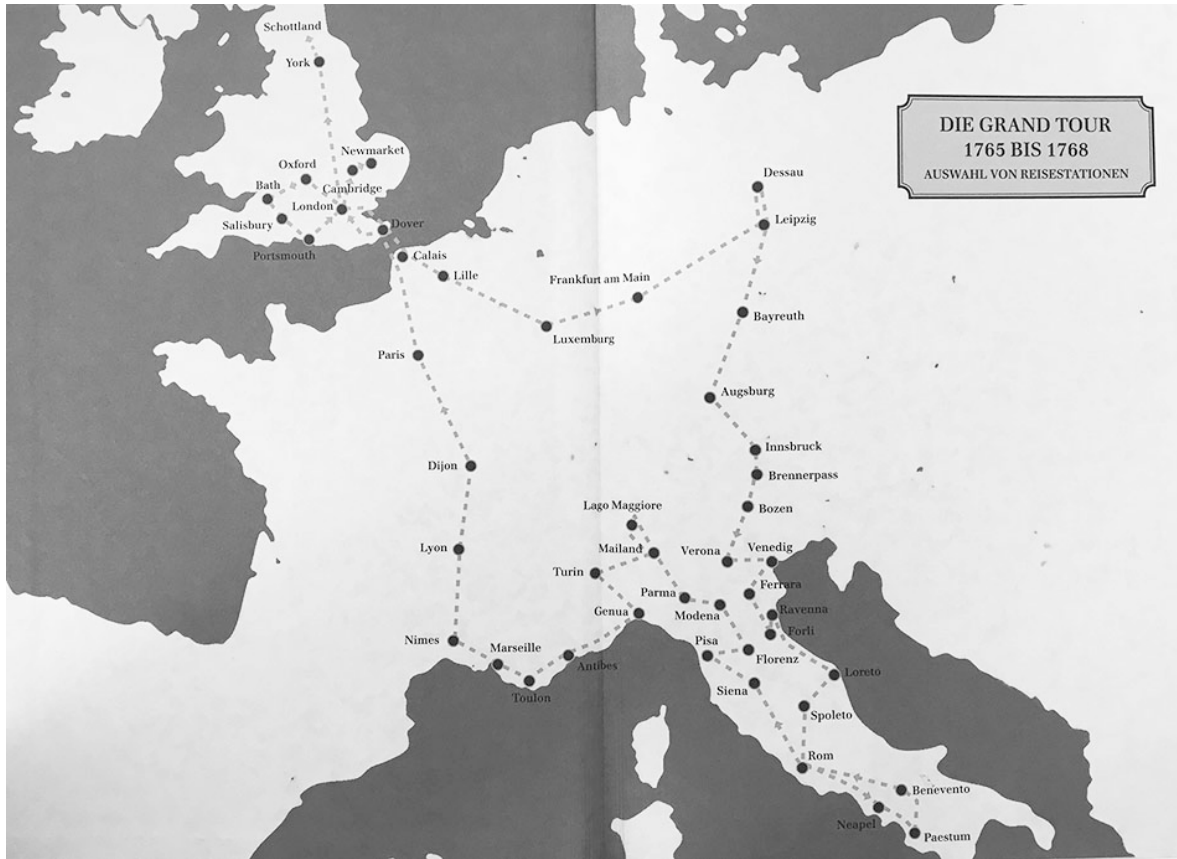 Schottland
York
Newmarket
Oxford
Cambridge
Bath
London
Salisbury
Portsmouth
Dover
Calais
Lille
DIE GRAND TOUR
1765 BIS 1768
AUSWAHL VON REISESTATIONEN
Dessau
Leipzig
Frankfurt am Main
Luxemburg
Bayreuth
Paris
Augsburg
Innsbruck
Brennerpass
Dijon
Bozen
Lago Maggiore
Lyon
Mailand
Verona
Venedig
Turin
Ferrara
Parma
Modena
Ravenna
Genua
Forli
Nimes
Marseille
Pisa
Florenz
Antibes
Toulon
Loreto
Siena
Spoleto
Rom
Benevento
Neapel
Paestum